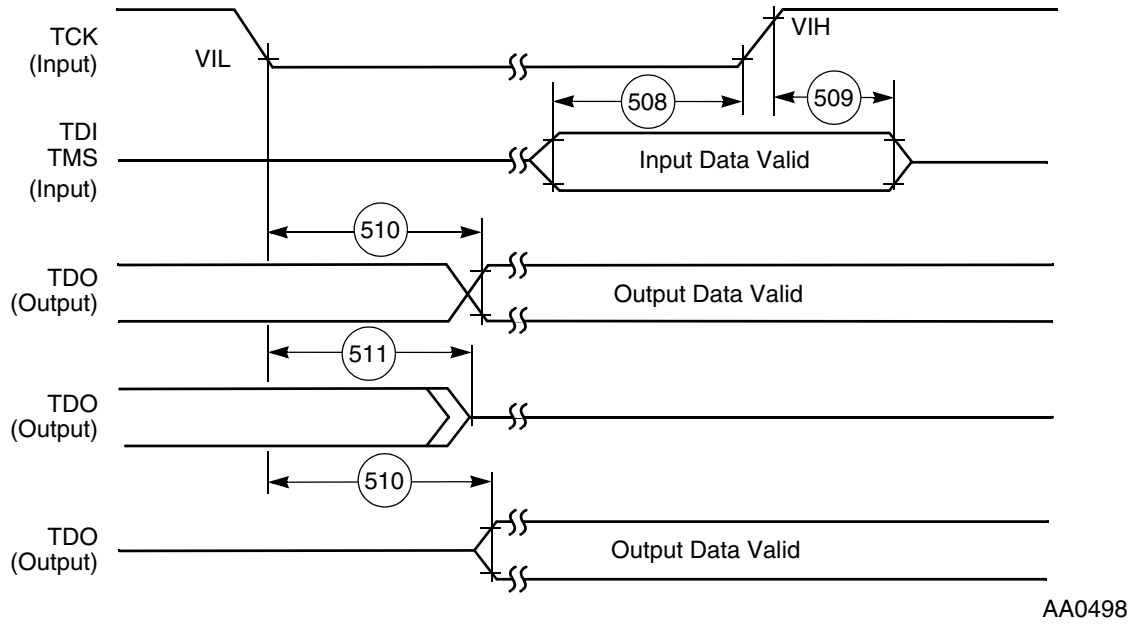 TCK
(Input)
VIL
VIH
508
509
TDI
TMS
(Input)
Input Data Valid
510
TDO
(Output)
Output Data Valid
511
TDO
(Output)
510
TDO
(Output)
Output Data Valid
AA0498